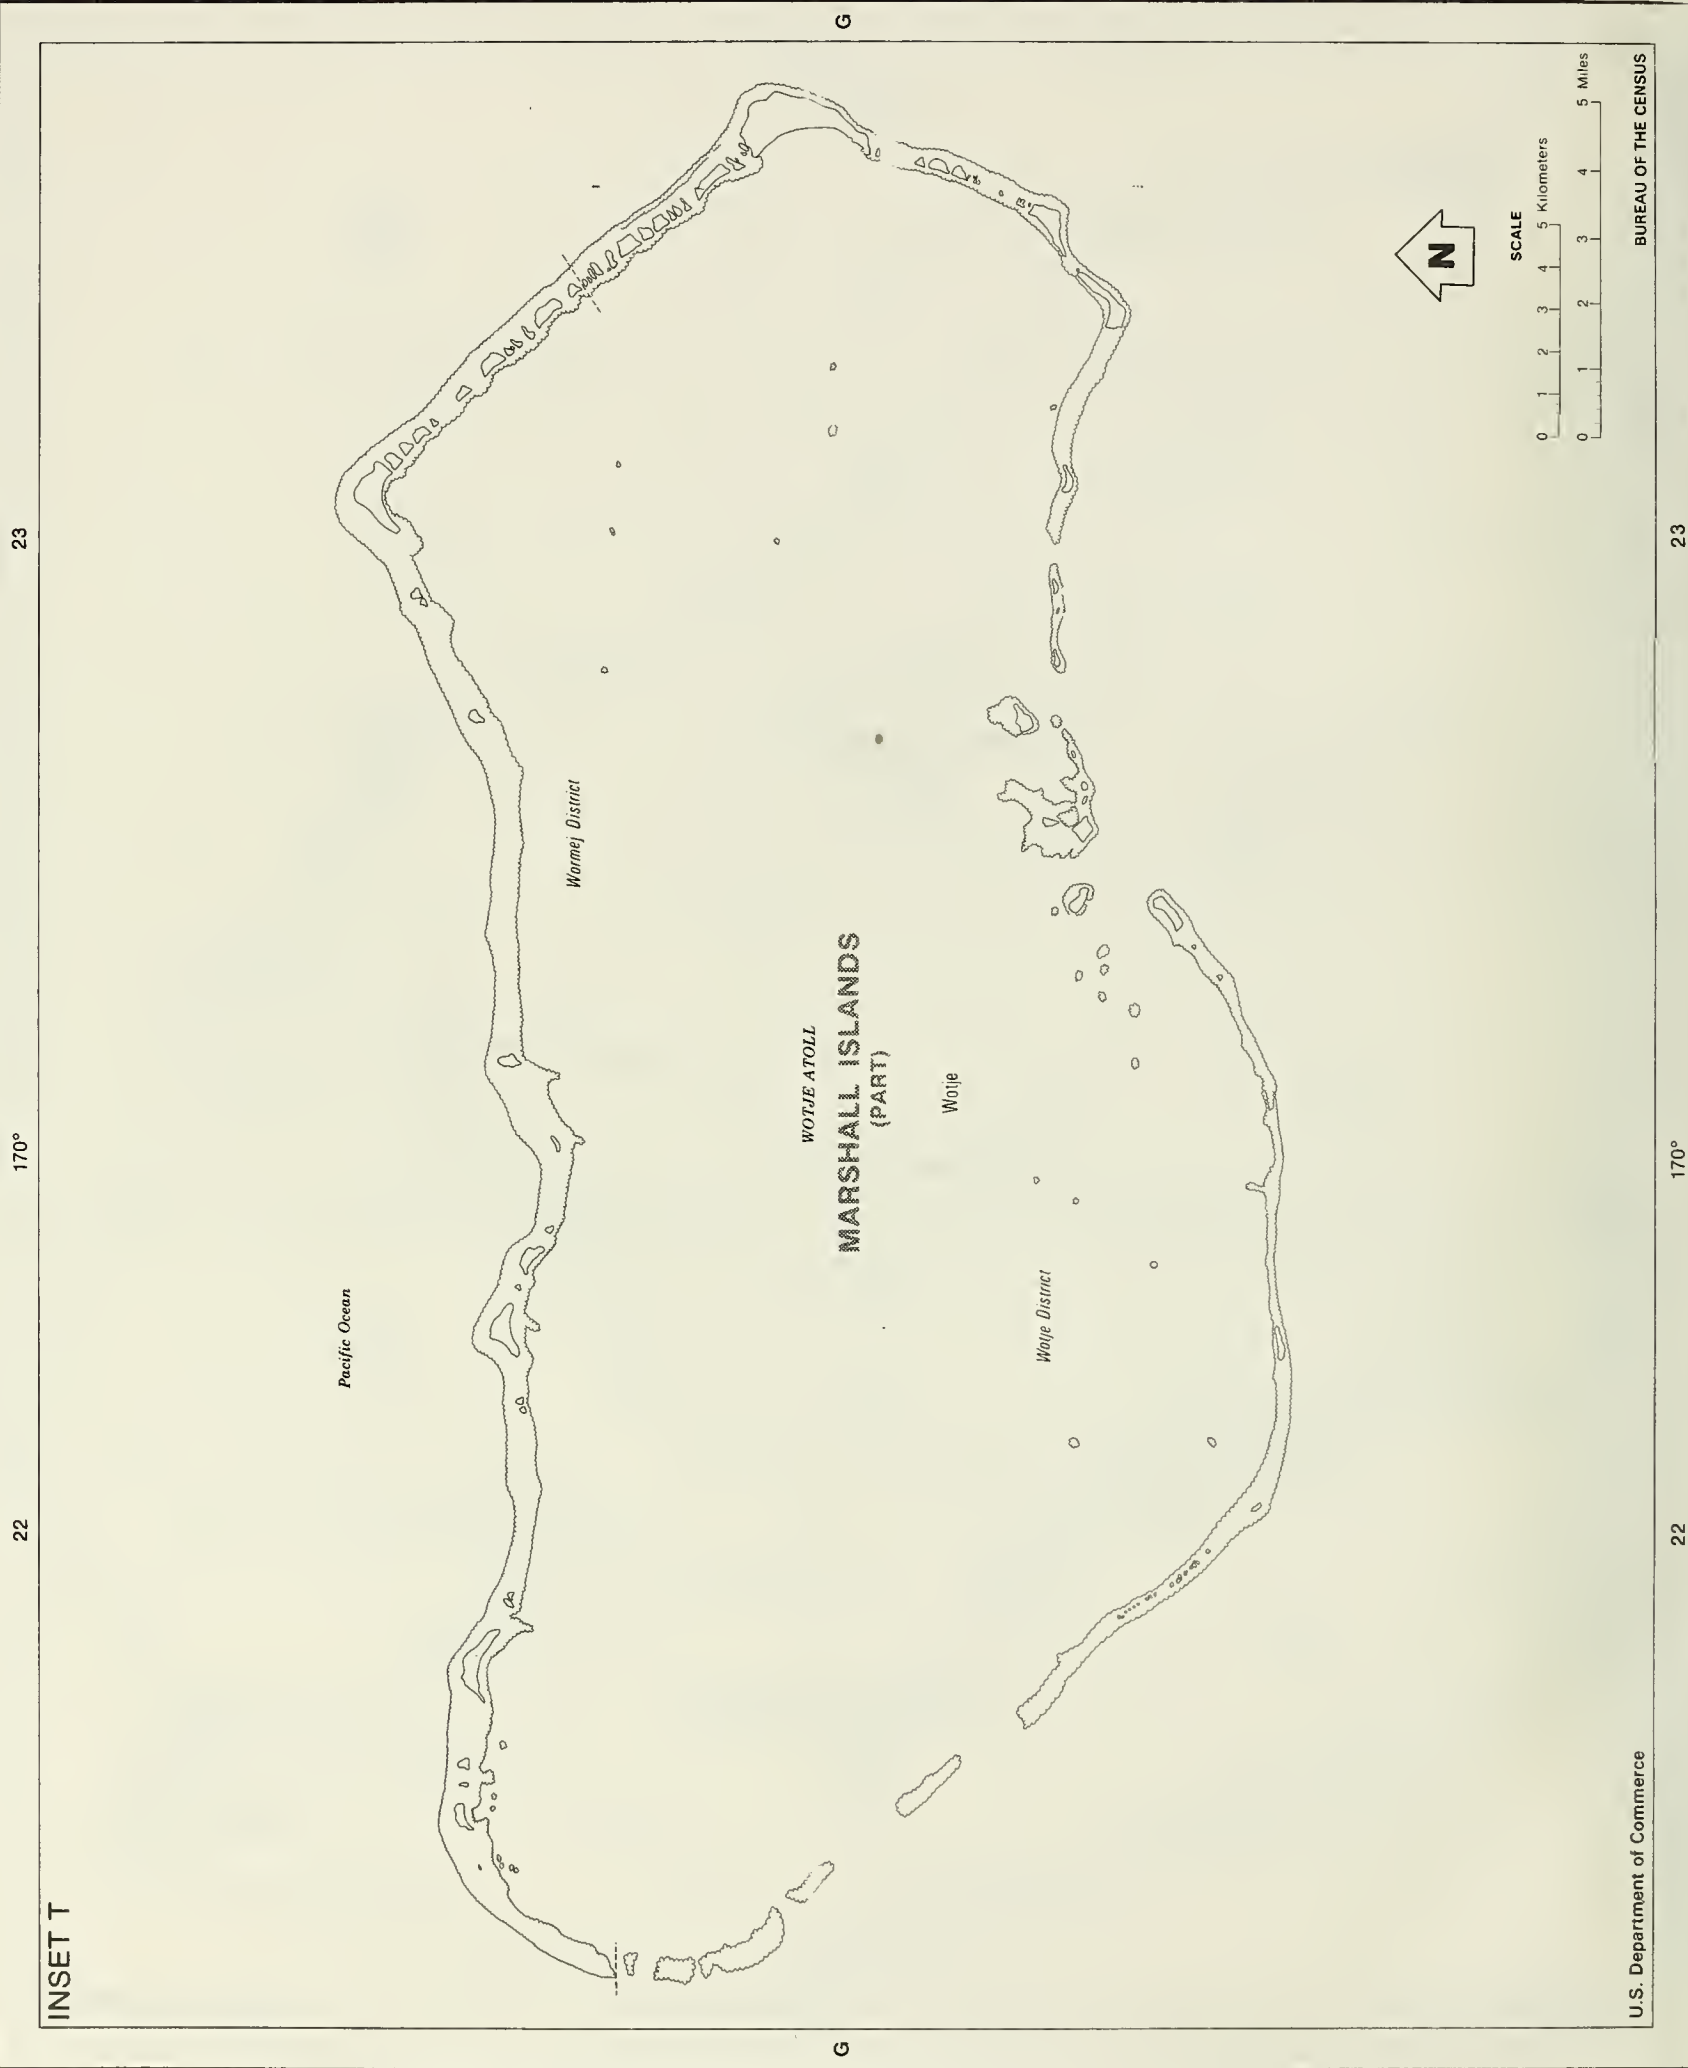 INSET T
G
22
170°
23
Pacific Ocean
Wormej District
WOTJE ATOLL
MARSHALL ISLANDS
(PART)
Wotje
Wotje District
N
SCALE
0 1 2 3 4 5 Kilometers
0 1 2 3 4 5 Miles
U.S. Department of Commerce
BUREAU OF THE CENSUS
22
170°
23
G